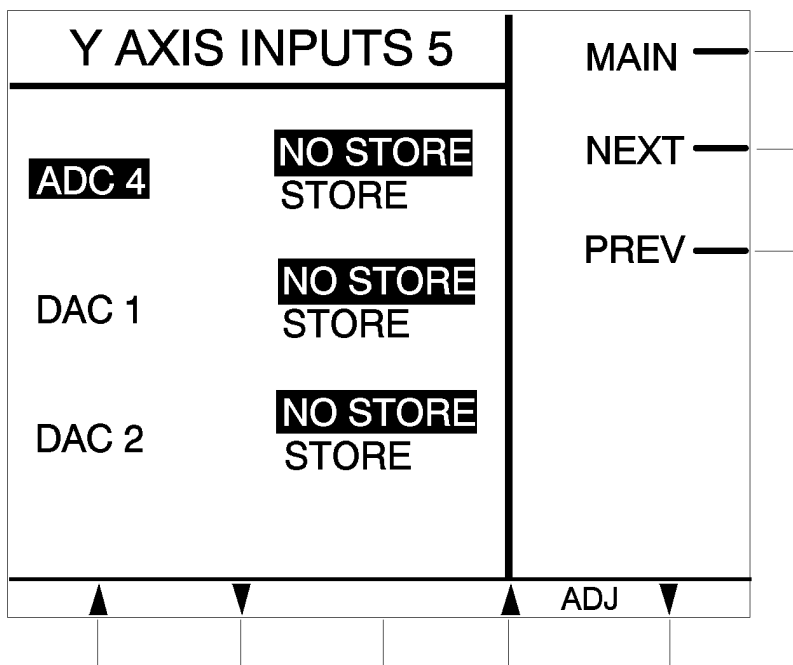 Y AXIS INPUTS 5
MAIN
NEXT
PREV
ADC 4
NO STORE
STORE
DAC 1
NO STORE
STORE
DAC 2
NO STORE
STORE
ADJ